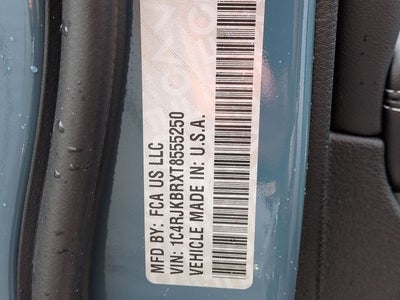 MFD BY: FCA US LLC
VIN: 1C4RJKBRXT8555250
VEHICLE MADE IN: U.S.A.